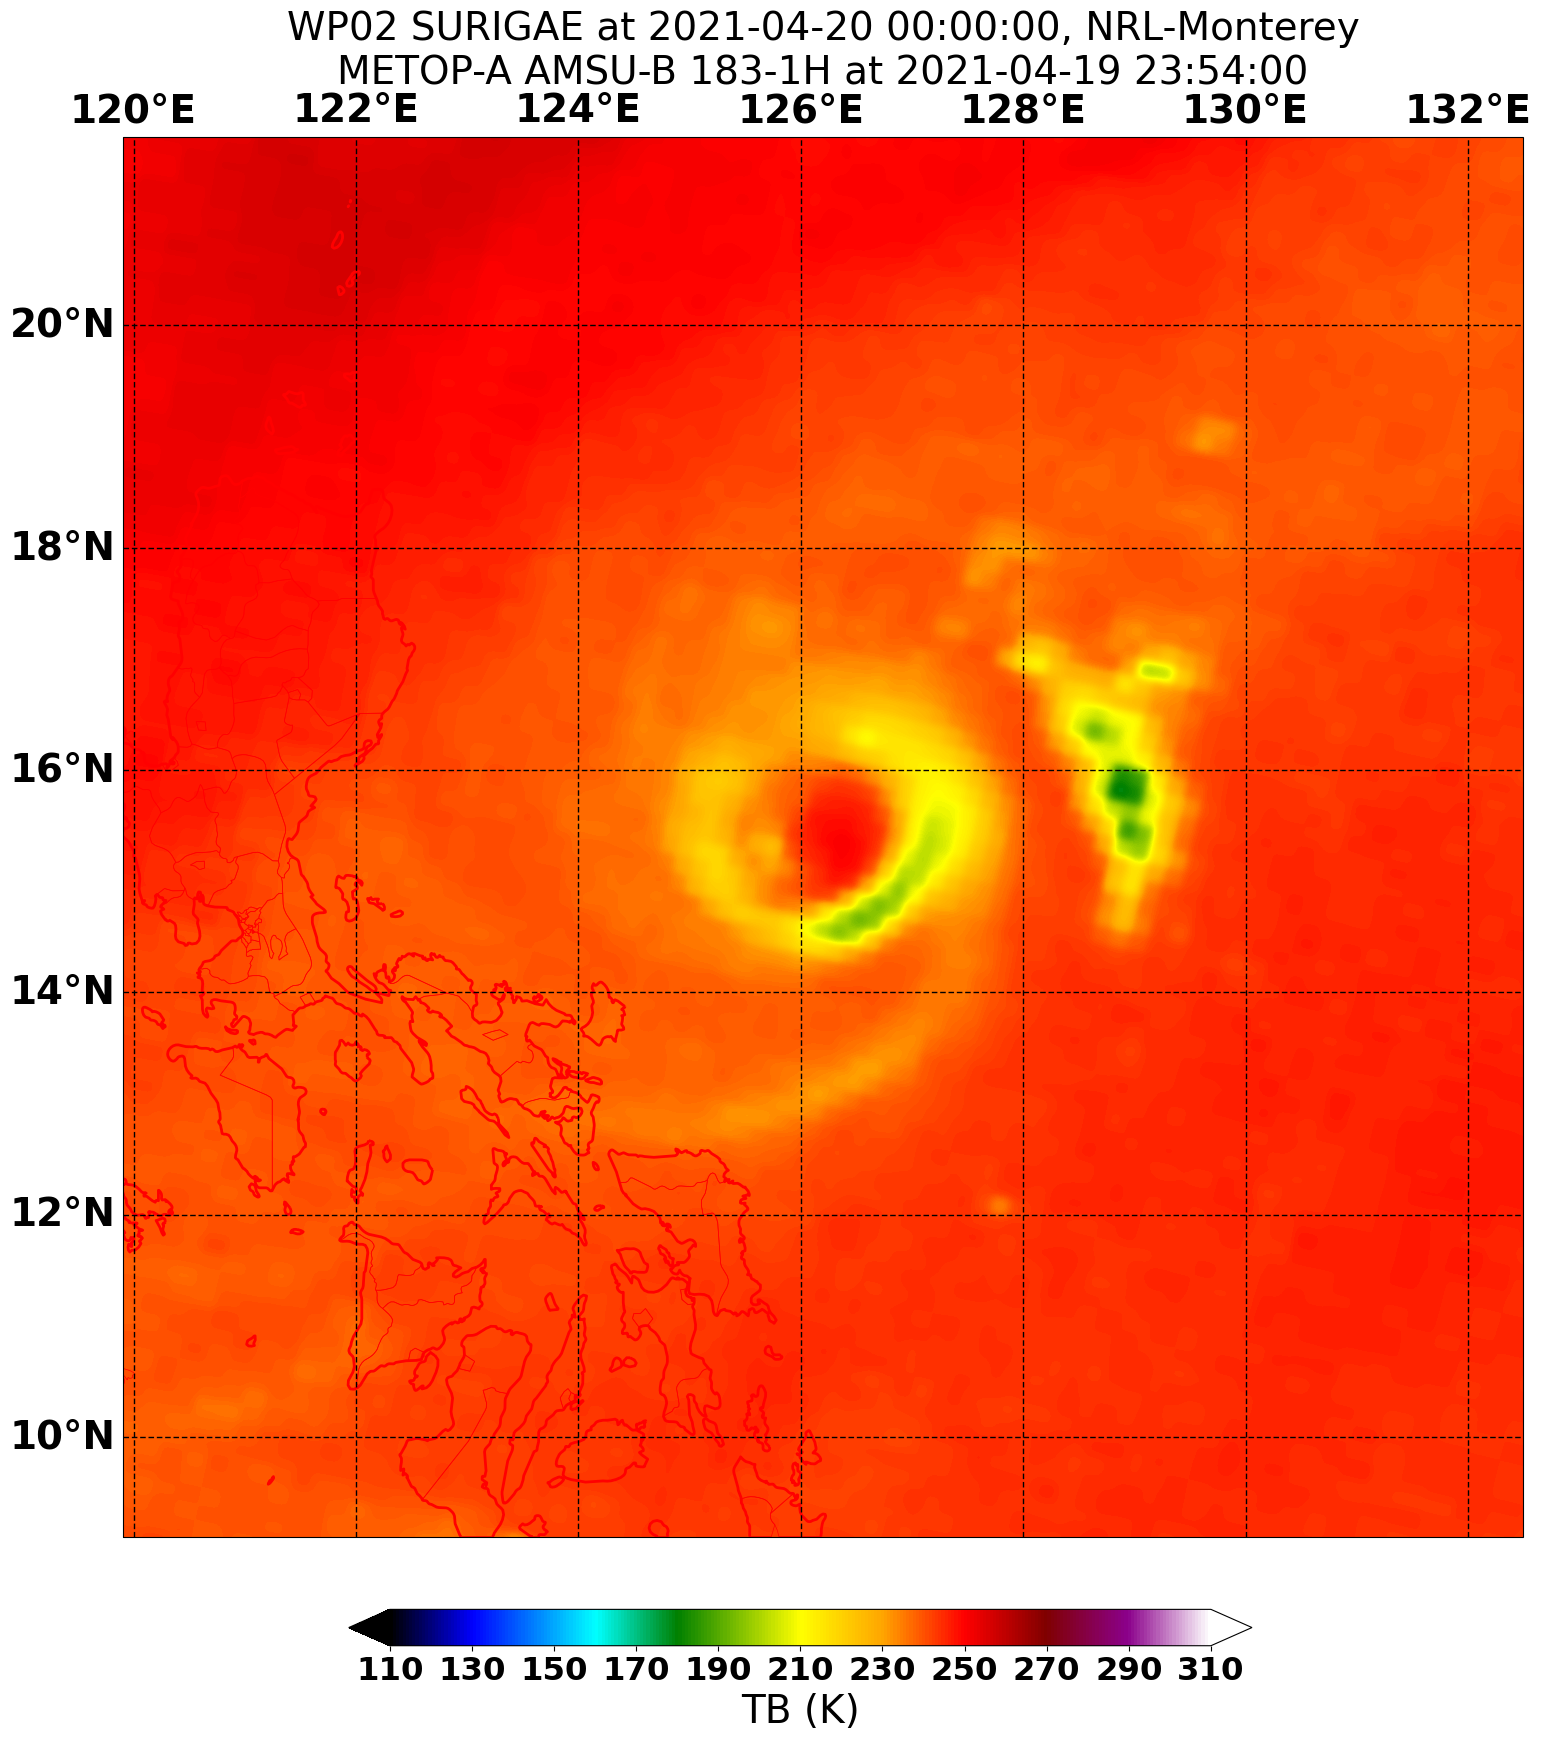 WP02 SURIGAE at 2021-04-20 00:00:00, NRL-Monterey
METOP-A AMSU-B 183-1H at 2021-04-19 23:54:00
120°E 122°E 124°E 126°E 128°E 130°E 132°E
20°N
18°N
16°N
14°N
12°N
10°N
110 130 150 170 190 210 230 250 270 290 310
TB (K)